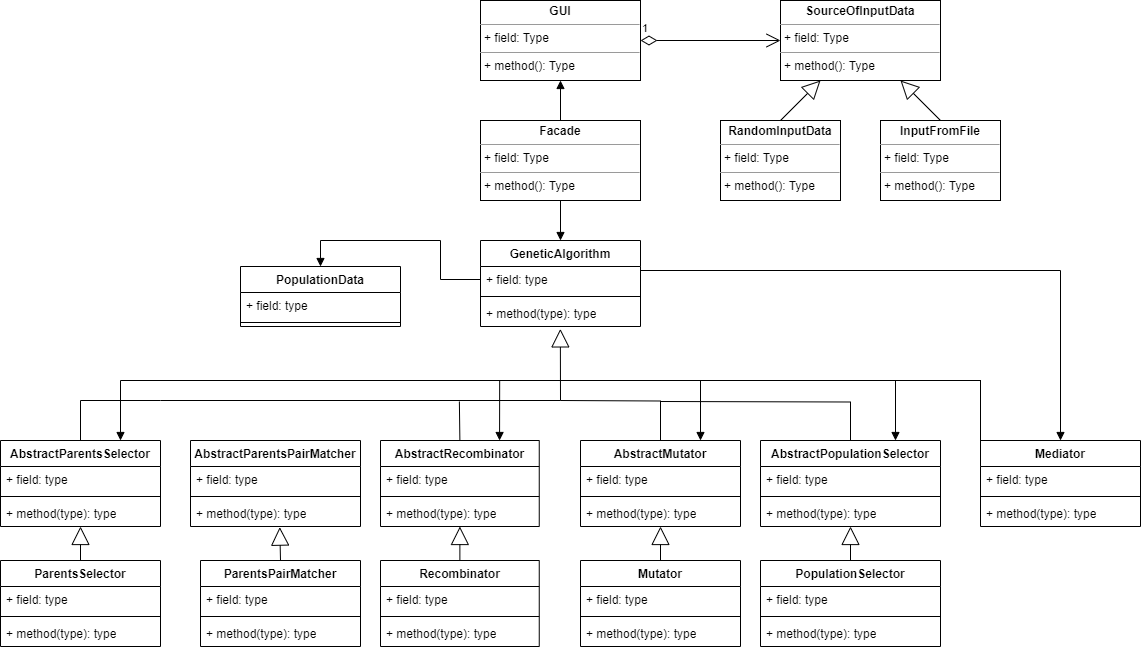 GUI
+ field: Type
+ method(): Type
1
SourceOfInputData
+ field: Type
+ method(): Type
Facade
+ field: Type
+ method(): Type
RandomInputData
+ field: Type
+ method(): Type
InputFromFile
+ field: Type
+ method(): Type
GeneticAlgorithm
+ field: type
+ method(type): type
PopulationData
+ field: type
AbstractParentsSelector
+ field: type
+ method(type): type
AbstractParentsPairMatcher
+ field: type
+ method(type): type
AbstractRecombinator
+ field: type
+ method(type): type
AbstractMutator
+ field: type
+ method(type): type
AbstractPopulationSelector
+ field: type
+ method(type): type
Mediator
+ field: type
+ method(type): type
ParentsSelector
+ field: type
+ method(type): type
ParentsPairMatcher
+ field: type
+ method(type): type
Recombinator
+ field: type
+ method(type): type
Mutator
+ field: type
+ method(type): type
PopulationSelector
+ field: type
+ method(type): type